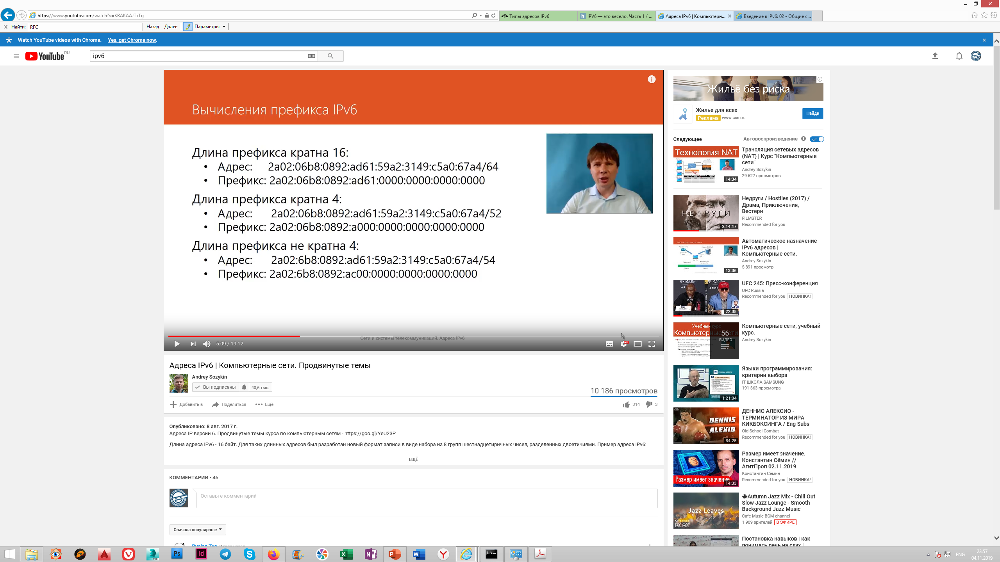 https://www.youtube.com/watch?v=KRAKAAJTxTg
Типы адресов IPv6
IPV6 — это весело. Часть 1 / ...
Адреса IPv6 | Компьютерн...
Введение в IPv6: 02 - Общие с...
Найти: RFC
Назад Далее Параметры
Watch YouTube videos with Chrome. Yes, get Chrome now.
YouTube RU
ipv6
Вычисления префикса IPv6
Длина префикса кратна 16:
• Адрес: 2a02:06b8:0892:ad61:59a2:3149:c5a0:67a4/64
• Префикс: 2a02:06b8:0892:ad61:0000:0000:0000:0000
Длина префикса кратна 4:
• Адрес: 2a02:06b8:0892:ad61:59a2:3149:c5a0:67a4/52
• Префикс: 2a02:06b8:0892:a000:0000:0000:0000:0000
Длина префикса не кратна 4:
• Адрес: 2a02:6b8:0892:ad61:59a2:3149:c5a0:67a4/54
• Префикс: 2a02:6b8:0892:ac00:0000:0000:0000:0000
Сети и системы телекоммуникаций. Адреса IPv6
5:09 / 19:12
HD
Адреса IPv6 | Компьютерные сети. Продвинутые темы
Andrey Sozykin
Вы подписаны 40,6 тыс.
10 186 просмотров
Добавить в Поделиться Ещё
314 3
Опубликовано: 8 авг. 2017 г.
Адреса IP версии 6. Продвинутые темы курса по компьютерным сетям - https://goo.gl/YeU23P
Длина адреса IPv6 - 16 байт. Для таких длинных адресов был разработан новый формат записи в виде набора из 8 групп шестнадцетиричных чисел, разделенных двоетичиями. Пример адреса IPv6:
ЕЩЁ
КОММЕНТАРИИ • 46
Оставьте комментарий
Сначала популярные
Ruslan Tyo 2 года назад
Жильё без риска
Жилье для всех
Реклама www.cian.ru
Найди
Следующее
Автовоспроизведение
Технология NAT
14:34
Трансляция сетевых адресов
(NAT) | Курс "Компьютерные
сети"
Andrey Sozykin
29 627 просмотров
НЕДРУГИ
2:14:17
Недруги / Hostiles (2017) /
Драма, Приключения,
Вестерн
FILMSTER
Recommended for you
13:36
Автоматическое назначение
IPv6 адресов |
Компьютерные сети.
Andrey Sozykin
5 891 просмотр
T-Mobile
22:35
UFC 245: Пресс-конференция
UFC Russia
Recommended for you НОВИНКА!
Учебный курс
Компьютерные сети
56
ВИДЕО
Компьютерные сети, учебный
курс.
Andrey Sozykin
1:21:04
Языки программирования:
критерии выбора
IT ШКОЛА SAMSUNG
191 363 просмотра
DENNIS
ALEXIO
34:25
ДЕННИС АЛЕКСИО -
ТЕРМИНАТОР ИЗ МИРА
КИКБОКСИНГА / Eng Subs
Old School Combat
Recommended for you НОВИНКА!
Размер имеет значение
14:33
Размер имеет значение.
Константин Сёмин //
АгитПроп 02.11.2019
Константин Сёмин
Recommended for you НОВИНКА!
Jazz Leaves
Cafe Music
BGMC
🍁Autumn Jazz Mix - Chill Out
Slow Jazz Lounge - Smooth
Background Jazz Music
Cafe Music BGM channel
1 909 зрителей В ЭФИРЕ
Постановка навыков | как
понимать речь на слух |
ENG
23:57
04.11.2019